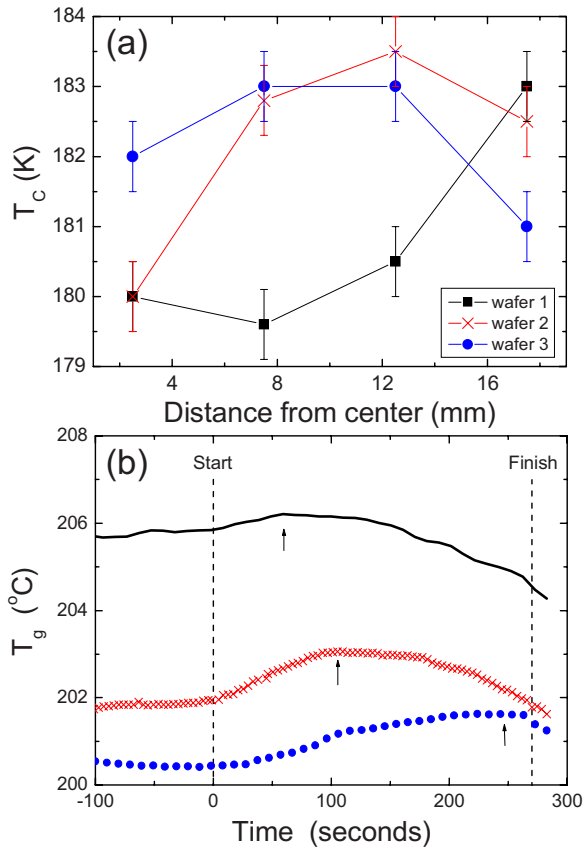 (a)
184
183
182
181
180
179
T_C (K)
wafer 1
wafer 2
wafer 3
4 8 12 16
Distance from center (mm)
(b)
Start
Finish
208
206
204
202
200
T_g (°C)
-100 0 100 200 300
Time (seconds)